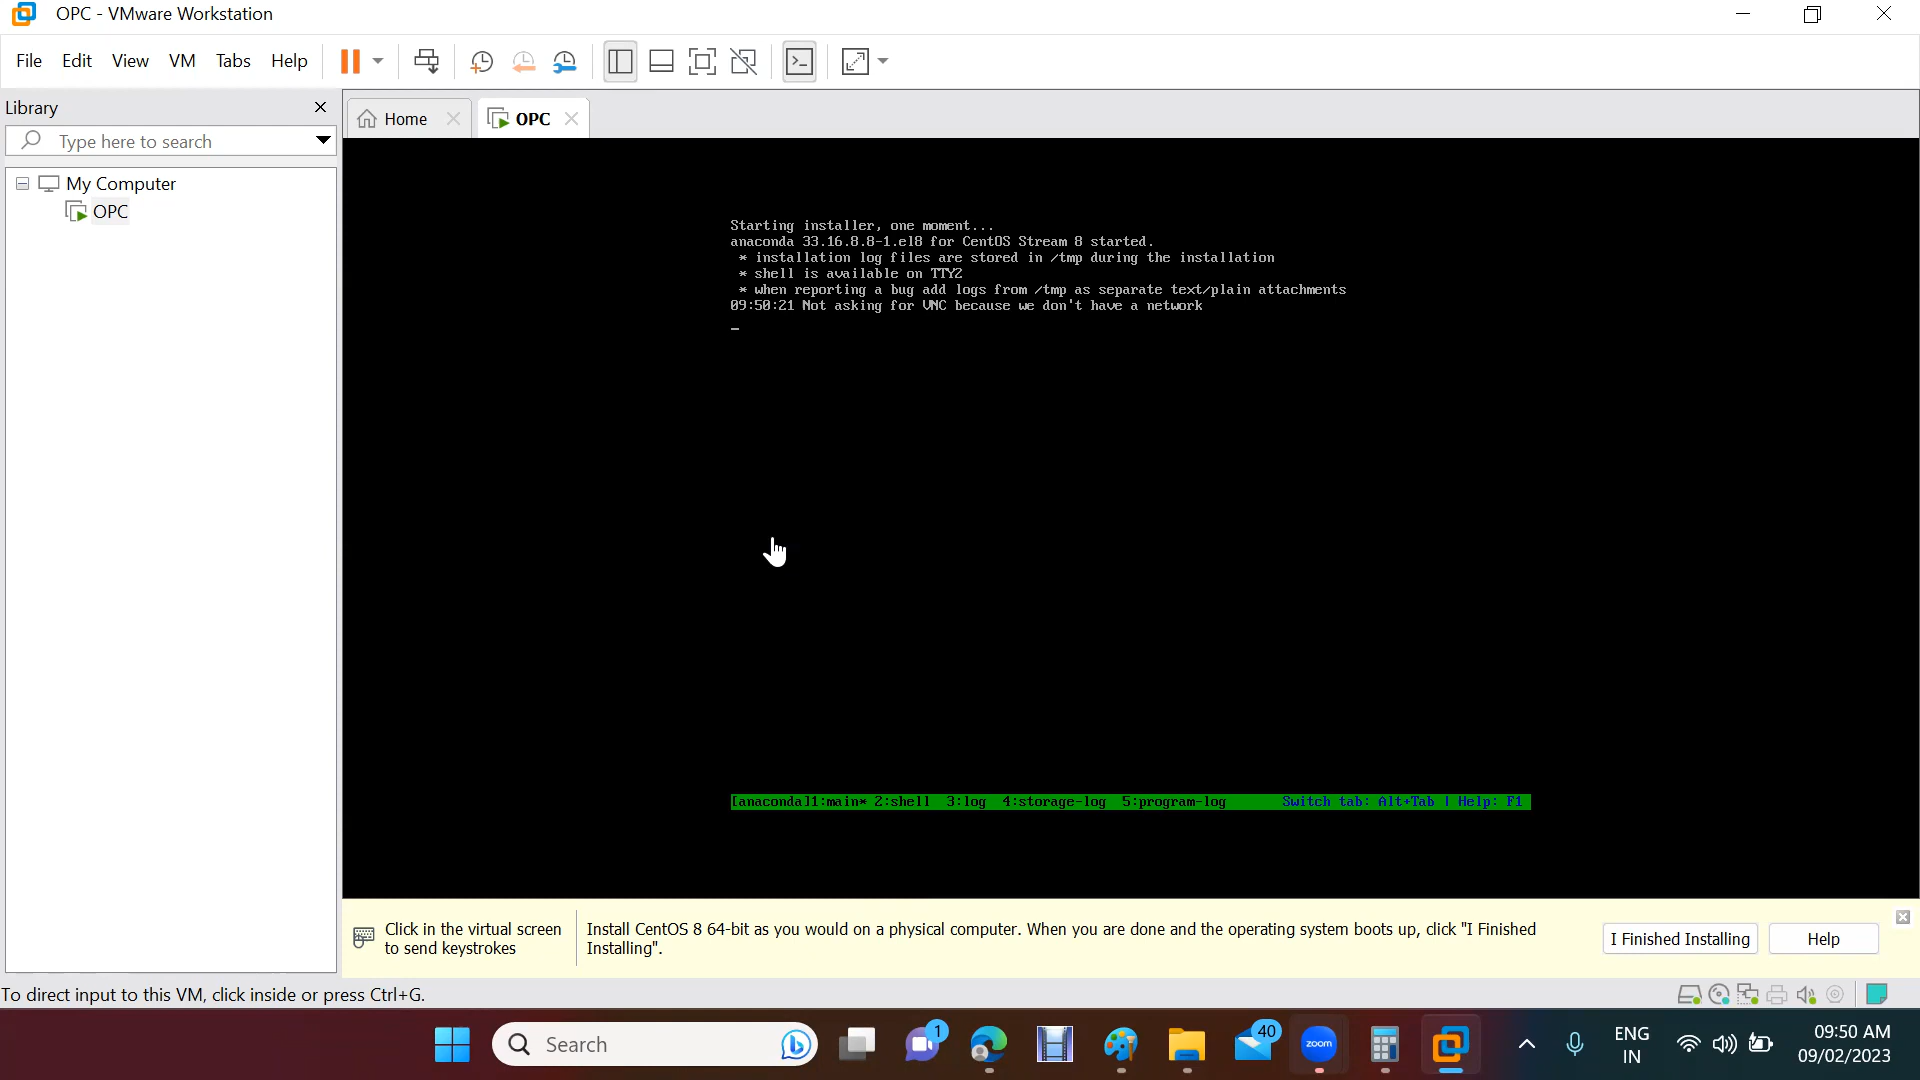 OPC - VMware Workstation
File Edit View VM Tabs Help
Library
Home
OPC
Type here to search
My Computer
OPC
Starting installer, one moment...
anaconda 33.16.8.8-1.el8 for CentOS Stream 8 started.
* installation log files are stored in /tmp during the installation
* shell is available on TTY2
* when reporting a bug add logs from /tmp as separate text/plain attachments
09:50:21 Not asking for VNC because we don't have a network
[anaconda]1:main* 2:shell 3:log 4:storage-log 5:program-log Switch tab: Alt+Tab | Help: F1
Click in the virtual screen
to send keystrokes
Install CentOS 8 64-bit as you would on a physical computer. When you are done and the operating system boots up, click "I Finished
Installing".
I Finished Installing
Help
To direct input to this VM, click inside or press Ctrl+G.
Search
1
40
zoom
ENG
IN
09:50 AM
09/02/2023